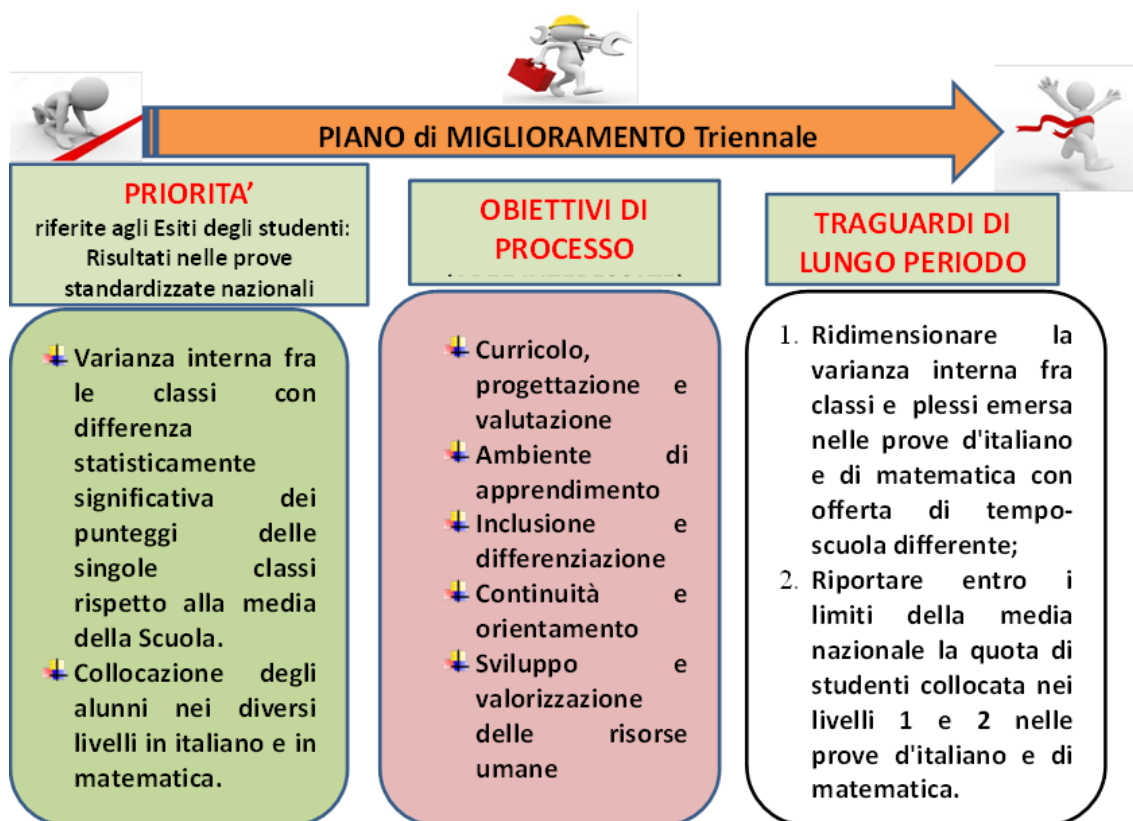 PIANO di MIGLIORAMENTO Triennale
PRIORITA’
riferite agli Esiti degli studenti:
Risultati nelle prove
standardizzate nazionali
Varianza interna fra
le classi con
differenza
statisticamente
significativa dei
punteggi delle
singole classi
rispetto alla media
della Scuola.
Collocazione degli
alunni nei diversi
livelli in italiano e in
matematica.
OBIETTIVI DI
PROCESSO
Curricolo,
progettazione e
valutazione
Ambiente di
apprendimento
Inclusione e
differenziazione
Continuità e
orientamento
Sviluppo e
valorizzazione
delle risorse
umane
TRAGUARDI DI
LUNGO PERIODO
1. Ridimensionare la
varianza interna fra
classi e plessi emersa
nelle prove d'italiano
e di matematica con
offerta di tempo-
scuola differente;
2. Riportare entro i
limiti della media
nazionale la quota di
studenti collocata nei
livelli 1 e 2 nelle
prove d'italiano e di
matematica.